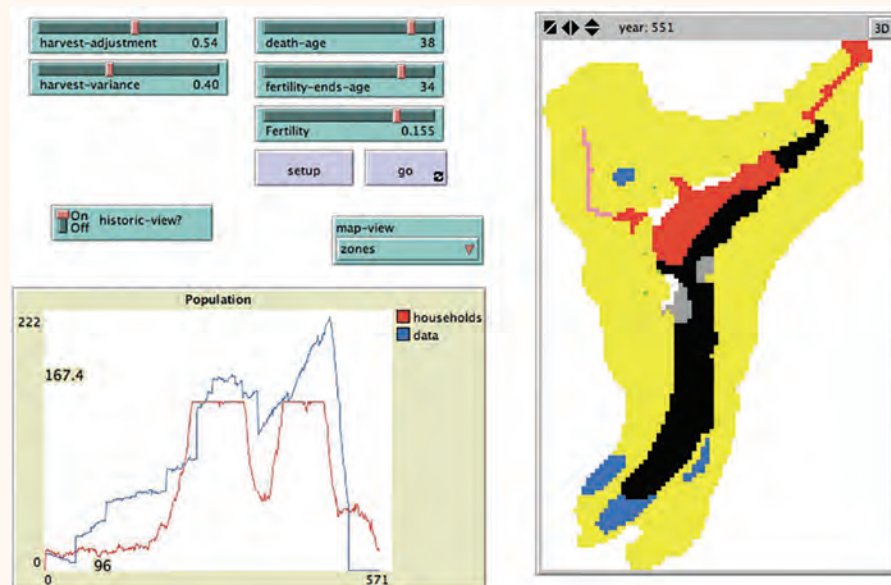 harvest-adjustment 0.54
harvest-variance 0.40
death-age 38
fertility-ends-age 34
Fertility 0.155
setup
go
On
Off
historic-view?
map-view
zones
Population
222
167.4
0
96
0
571
households
data
year: 551
3D